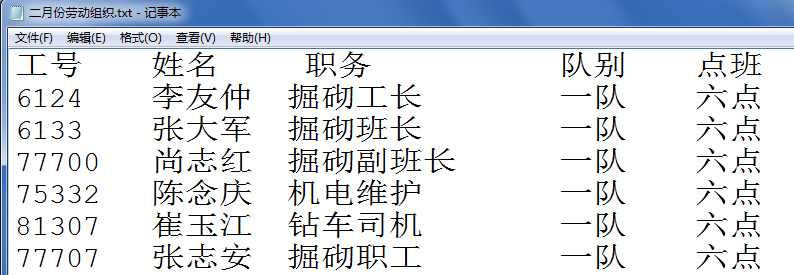 二月份劳动组织.txt - 记事本
文件(F) 编辑(E) 格式(O) 查看(V) 帮助(H)
工号 姓名 职务 队别 点班
6124 李友仲 掘砌工长 一队 六点
6133 张大军 掘砌班长 一队 六点
77700 尚志红 掘砌副班长 一队 六点
75332 陈念庆 机电维护 一队 六点
81307 崔玉江 钻车司机 一队 六点
77707 张志安 掘砌职工 一队 六点